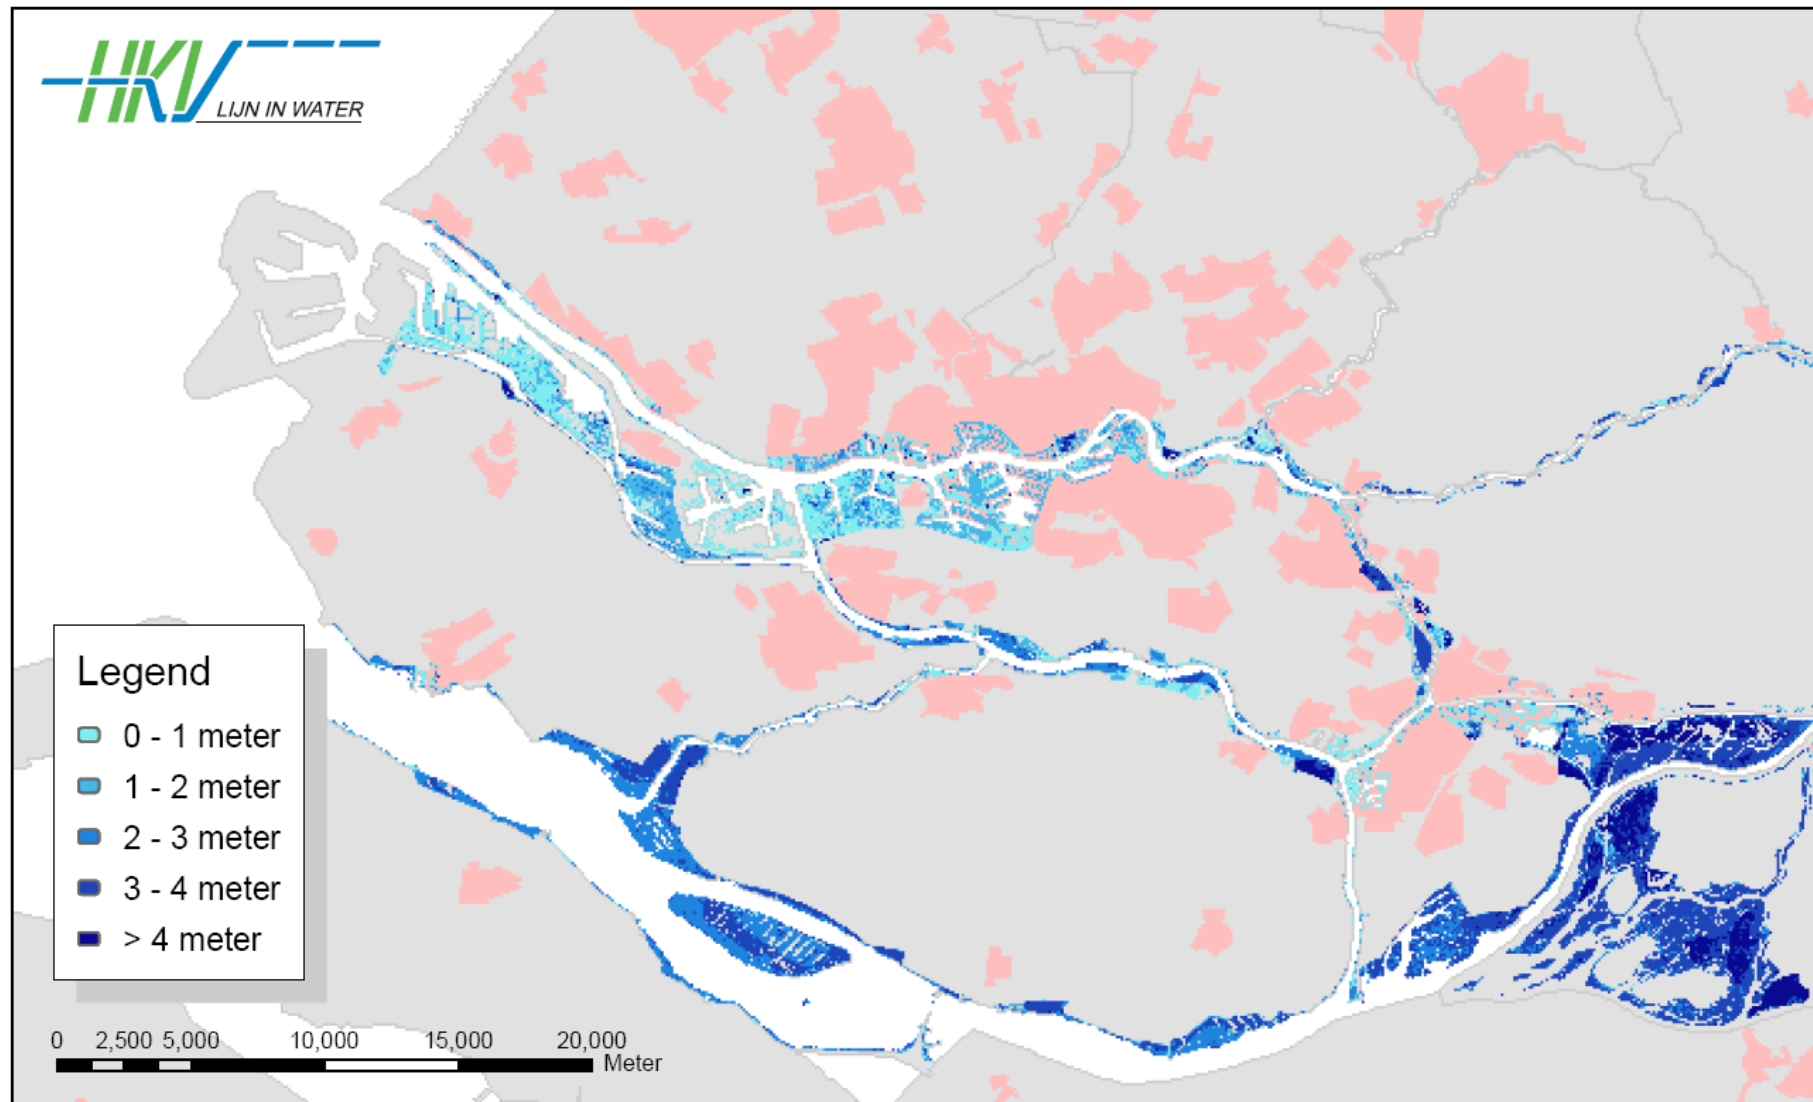 HKV
LIJN IN WATER
Legend
0 - 1 meter
1 - 2 meter
2 - 3 meter
3 - 4 meter
> 4 meter
0 2,500 5,000 10,000 15,000 20,000
Meter